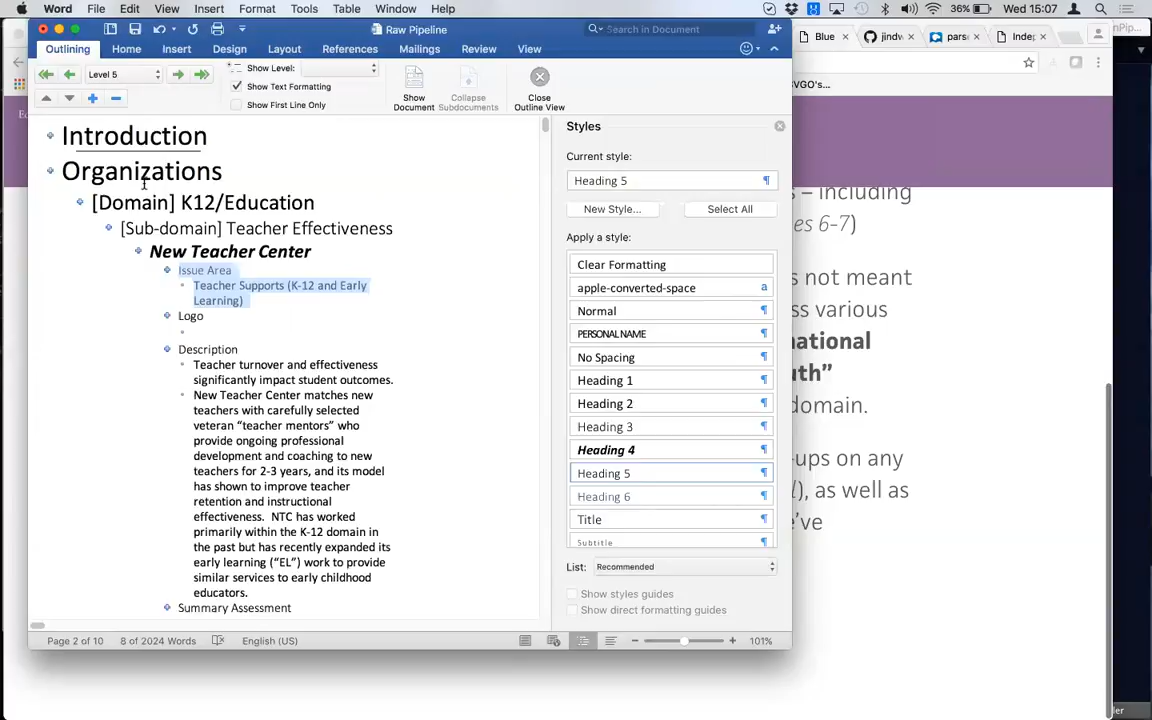 Word File Edit View Insert Format Tools Table Window Help 36% Wed 15:07
Raw Pipeline
Search in Document
Blue
jindw
pars
Indep
Outlining Home Insert Design Layout References Mailings Review View
Level 5
Show Level:
Show Text Formatting
Show First Line Only
Show
Document
Collapse
Subdocuments
Close
Outline View
CVGO's...
Introduction
Organizations
[Domain] K12/Education
[Sub-domain] Teacher Effectiveness
New Teacher Center
Issue Area
Teacher Supports (K-12 and Early
Learning)
Logo
Description
Teacher turnover and effectiveness
significantly impact student outcomes.
New Teacher Center matches new
teachers with carefully selected
veteran “teacher mentors” who
provide ongoing professional
development and coaching to new
teachers for 2-3 years, and its model
has shown to improve teacher
retention and instructional
effectiveness.  NTC has worked
primarily within the K-12 domain in
the past but has recently expanded its
early learning (“EL”) work to provide
similar services to early childhood
educators.
Summary Assessment
Styles
Current style:
Heading 5
New Style...
Select All
Apply a style:
Clear Formatting
apple-converted-space a
Normal
PERSONAL NAME
No Spacing
Heading 1
Heading 2
Heading 3
Heading 4
Heading 5
Heading 6
Title
Subtitle
List: Recommended
Show styles guides
Show direct formatting guides
Page 2 of 10 8 of 2024 Words English (US) 101%
s – including
es 6-7)
s not meant
ss various
national
uth”
domain.
-ups on any
), as well as
e’ve